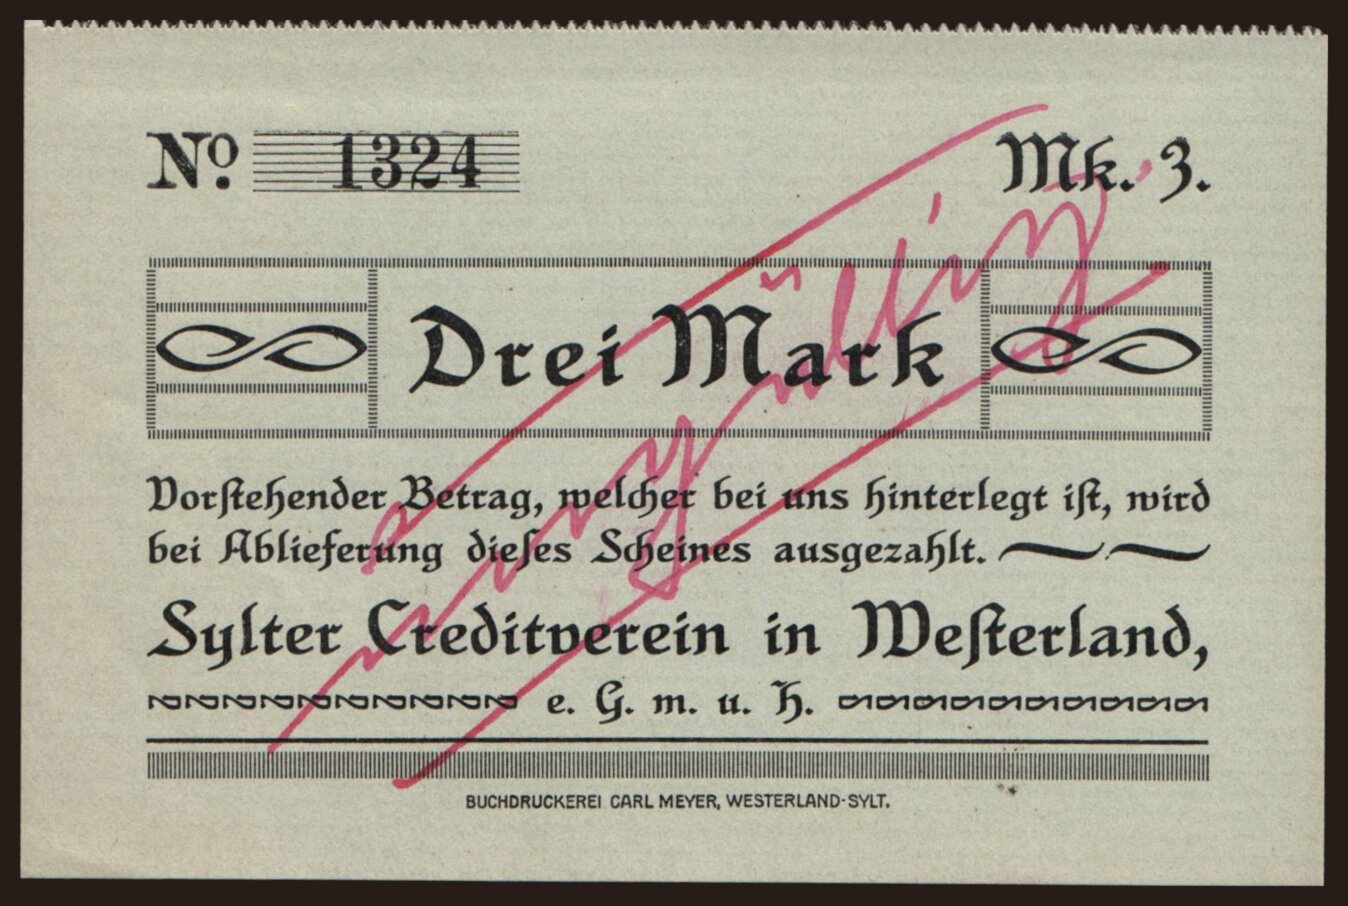 No. 1324 Mk. 3.
Drei Mark
ungültig
Vorstehender Betrag, welcher bei uns hinterlegt ist, wird
bei Ablieferung dieses Scheines ausgezahlt.
Sylter Creditverein in Westerland,
e. G. m. u. H.
BUCHDRUCKEREI CARL MEYER, WESTERLAND-SYLT.